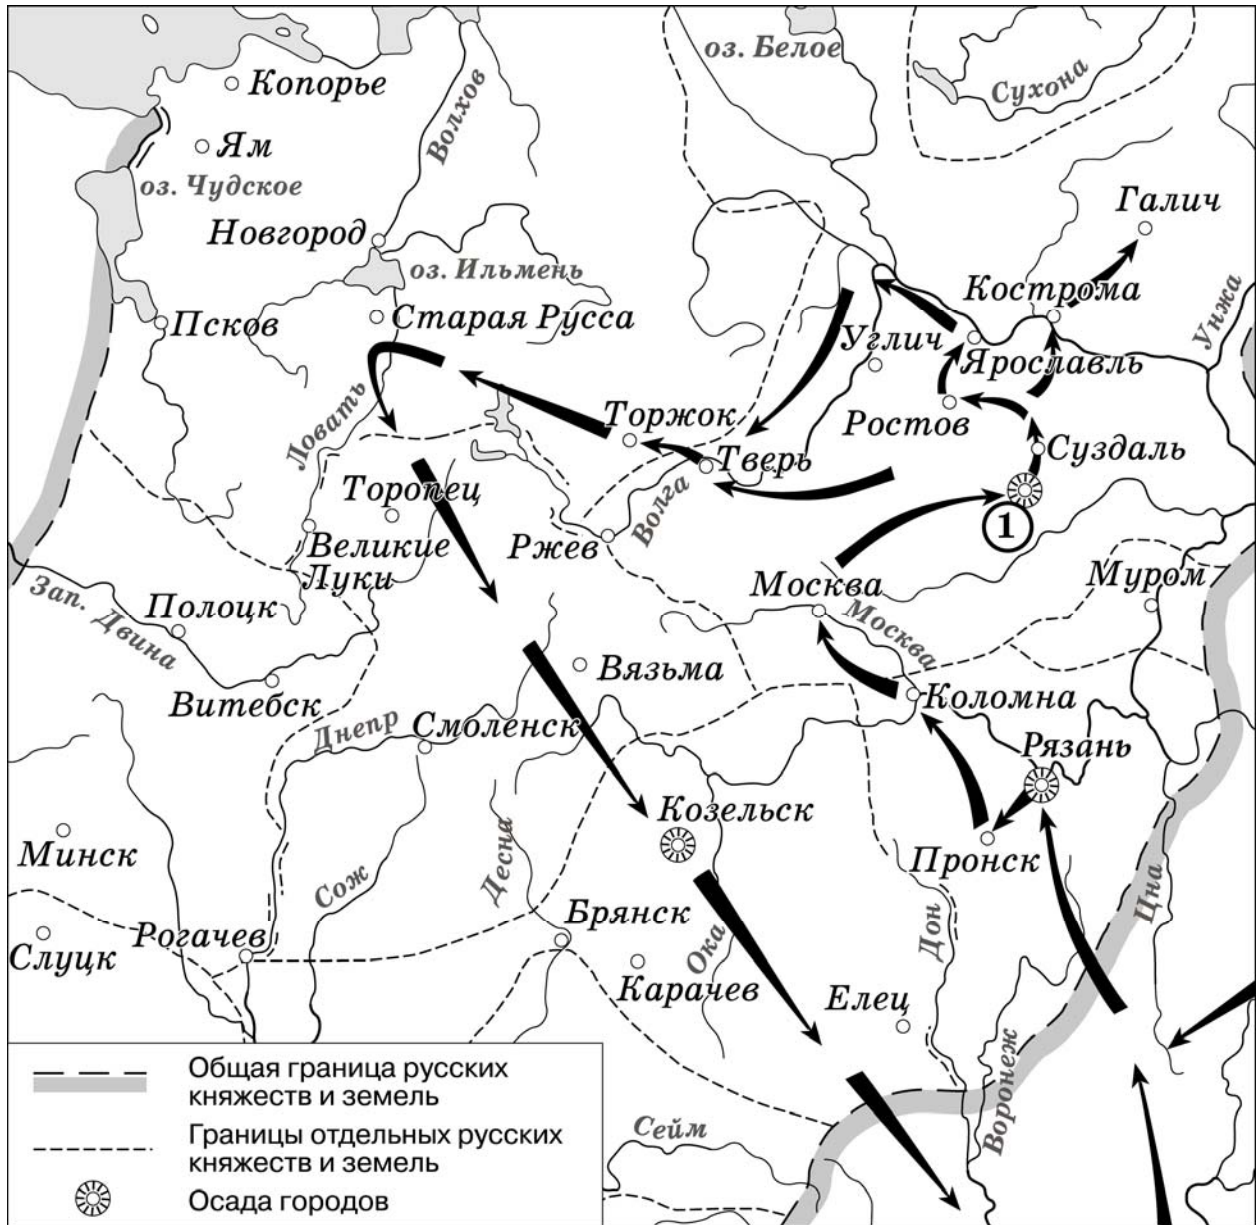 оз. Белое
Сухона
Копорье
Волхов
Ям
оз. Чудское
Галич
Новгород
оз. Ильмень
Кострома
Унжа
Псков
Старая Русса
Углич
Ярославль
Ловать
Торжок
Ростов
Тверь
Суздаль
Торопец
Волга
1
Великие
Луки
Ржев
Москва
Муром
Зап. Двина
Полоцк
Москва
Вязьма
Витебск
Коломна
Днепр
Смоленск
Рязань
Козельск
Минск
Десна
Пронск
Цна
Сож
Брянск
Дон
Рогачев
Слуцк
Ока
Карачев
Елец
Воронеж
Сейм
Общая граница русских
княжеств и земель
Границы отдельных русских
княжеств и земель
Осада городов